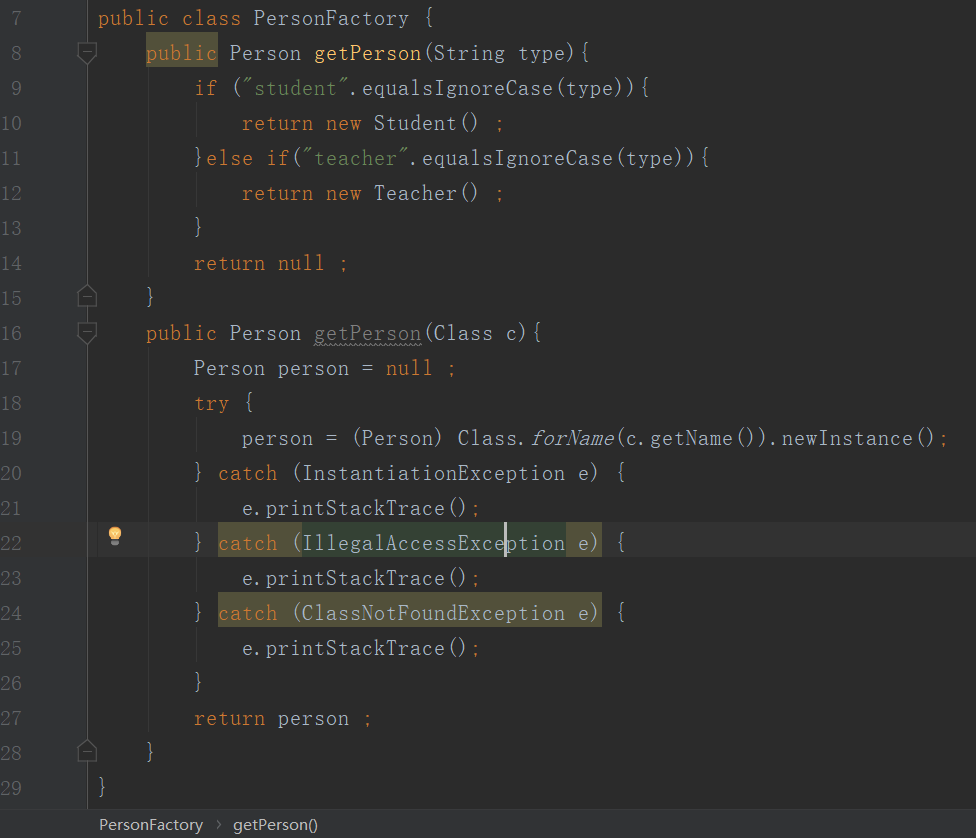 7 public class PersonFactory {
8     public Person getPerson(String type){
9         if ("student".equalsIgnoreCase(type)){
10             return new Student() ;
11         }else if("teacher".equalsIgnoreCase(type)){
12             return new Teacher() ;
13         }
14         return null ;
15     }
16     public Person getPerson(Class c){
17         Person person = null ;
18         try {
19             person = (Person) Class.forName(c.getName()).newInstance();
20         } catch (InstantiationException e) {
21             e.printStackTrace();
22         } catch (IllegalAccessException e) {
23             e.printStackTrace();
24         } catch (ClassNotFoundException e) {
25             e.printStackTrace();
26         }
27         return person ;
28     }
29 }
PersonFactory › getPerson()